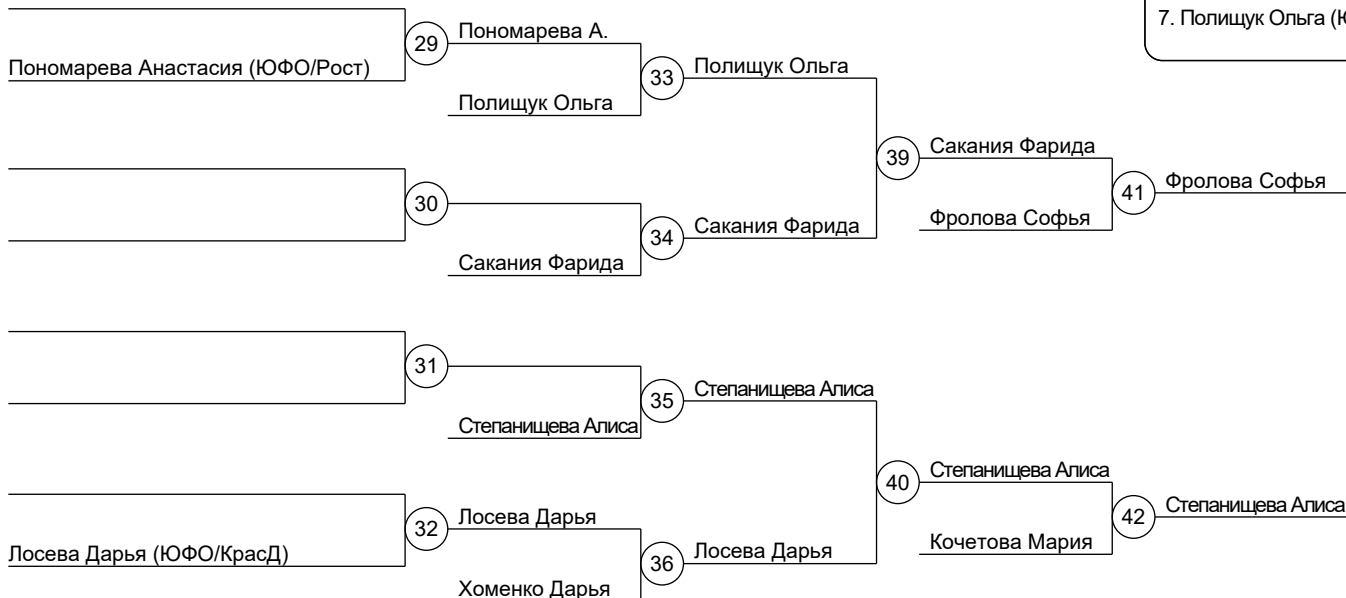 7. Полищук Ольга
29
Пономарева А.
Пономарева Анастасия (ЮФО/Рост)
33
Полищук Ольга
Полищук Ольга
39
Сакания Фарида
30
41
Фролова Софья
34
Сакания Фарида
Фролова Софья
Сакания Фарида
31
35
Степанищева Алиса
Степанищева Алиса
40
Степанищева Алиса
32
Лосева Дарья
42
Степанищева Алиса
Лосева Дарья (ЮФО/КрасД)
36
Лосева Дарья
Кочетова Мария
Хоменко Дарья